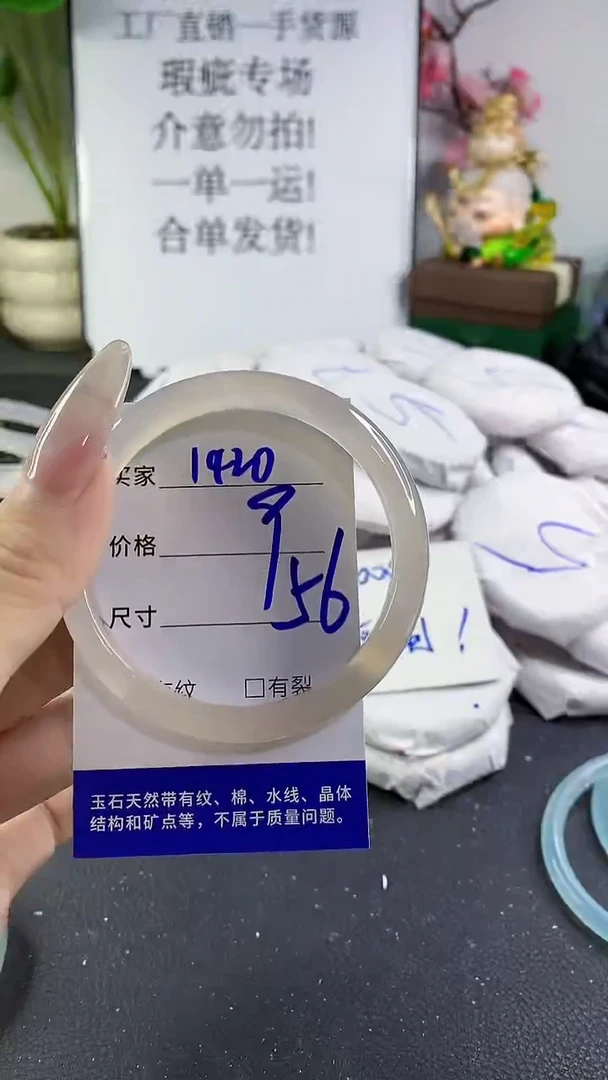 工厂直销一手货源
瑕疵专场
介意勿拍!
一单一运!
合单发货!
买家 1420
价格
尺寸 56
纹 □有裂
玉石天然带有纹、棉、水线、晶体
结构和矿点等，不属于质量问题。